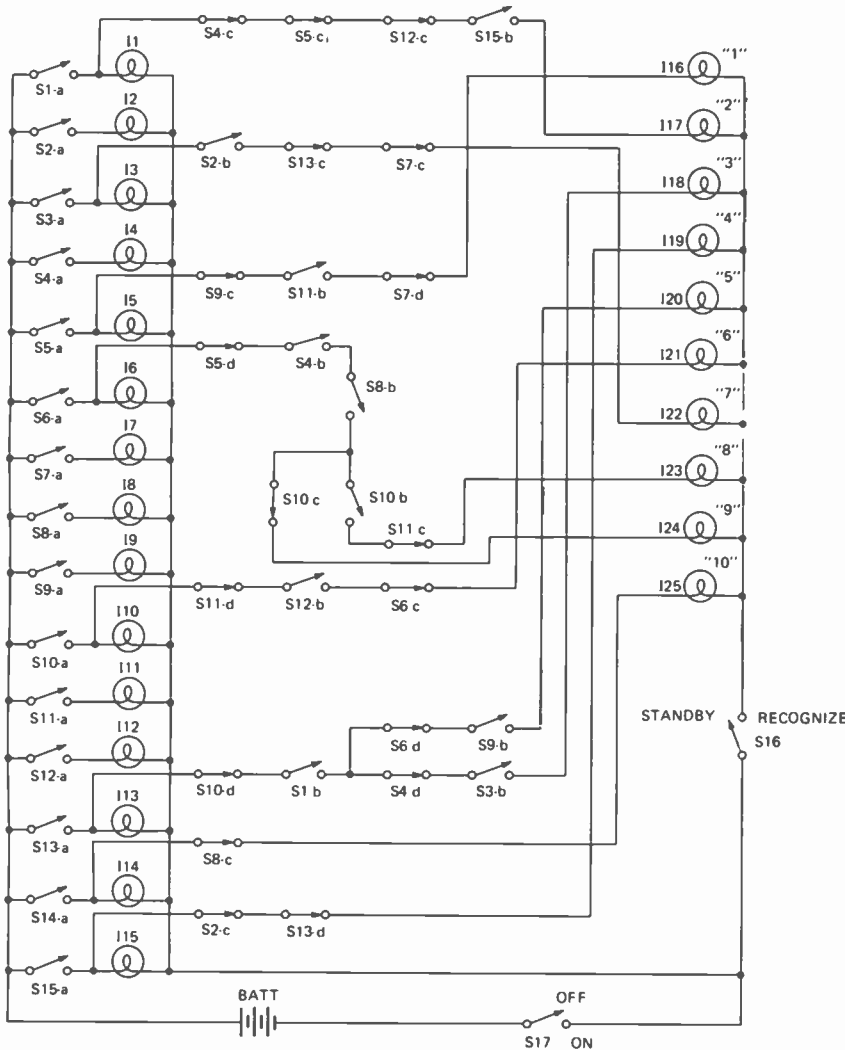 S4-c S5-c, S12-c S15-b
I1 "1"
I16
S1-a
I2 "2"
I17
S2-a S2-b S13-c S7-c
I3 "3"
I18
S3-a
I4 "4"
I19
S4-a S9-c S11-b S7-d
I5 "5"
I20
S5-a S5-d S4-b
I6 "6"
S8-b I21
S6-a
I7 "7"
I22
S7-a
I8 "8"
S10 c S10 b I23
S8-a S11 c
I9 "9"
I24
S9-a "10"
S11-d S12-b S6 c I25
I10
S10-a
I11
S11-a STANDBY RECOGNIZE
I12 S6 d S9-b S16
S12-a S10-d S1 b S4 d S3-b
I13
S13-a S8-c
I14
S14-a S2-c S13-d
I15
S15-a
BATT OFF
S17 ON